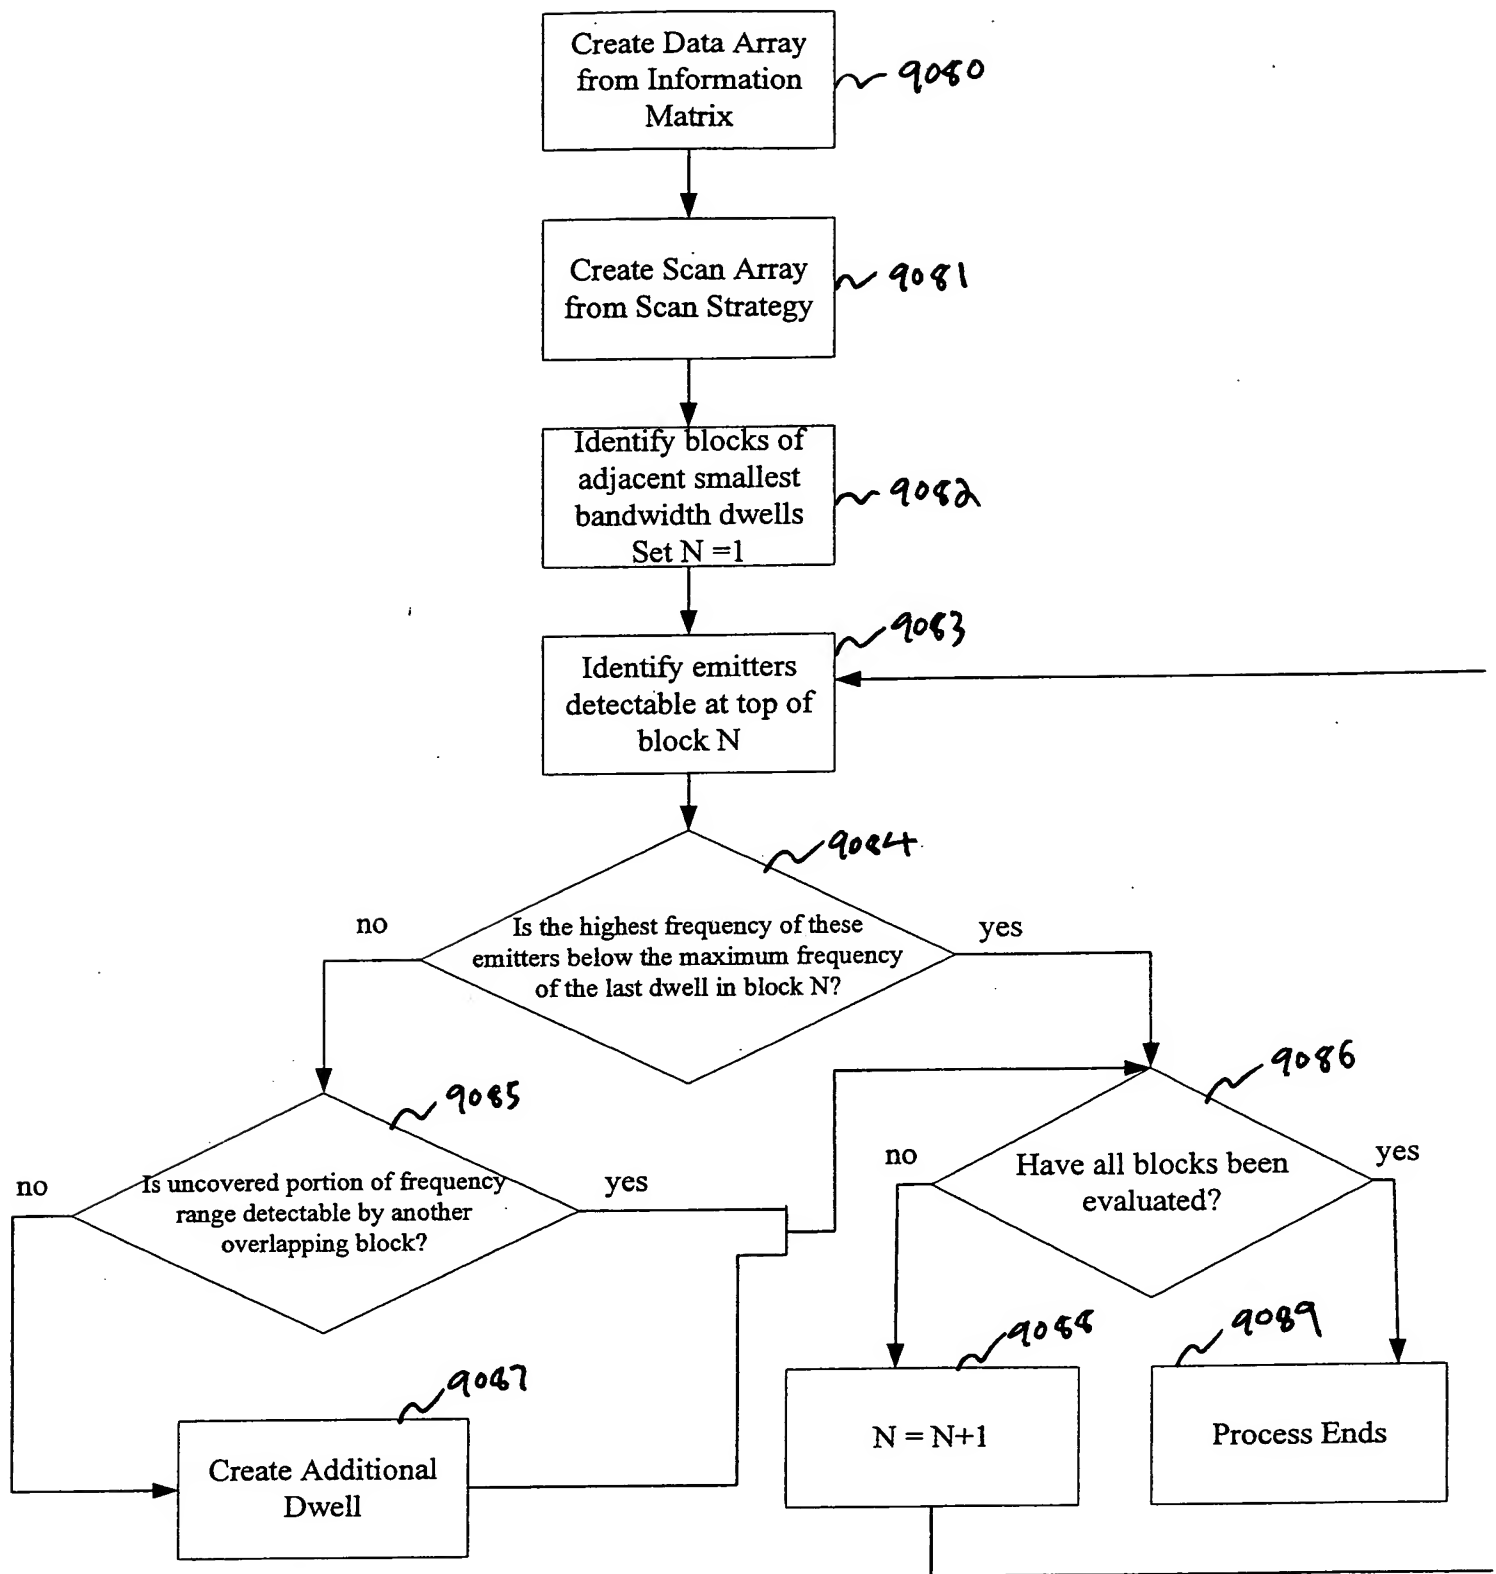 Create Data Array
from Information
Matrix
9080
Create Scan Array
from Scan Strategy
9081
Identify blocks of
adjacent smallest
bandwidth dwells
Set N =1
9082
9083
Identify emitters
detectable at top of
block N
9084
no
Is the highest frequency of these
emitters below the maximum frequency
of the last dwell in block N?
yes
9085
9086
no
Is uncovered portion of frequency
range detectable by another
overlapping block?
yes
no
Have all blocks been
evaluated?
yes
9087
Create Additional
Dwell
9088
N = N+1
9089
Process Ends